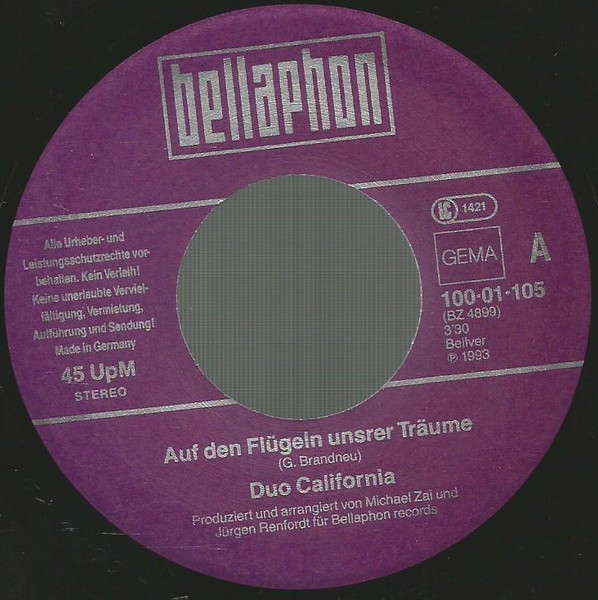 bellaphon
LC 1421
GEMA
A
100·01·105
(BZ 4899)
3'30
Bellver
℗ 1993
Alle Urheber- und
Leistungsschutzrechte vor-
behalten. Kein Verleih!
Keine unerlaubte Verviel-
fältigung, Vermietung,
Aufführung und Sendung!
Made in Germany
45 UpM
STEREO
Auf den Flügeln unsrer Träume
(G. Brandneu)
Duo California
Produziert und arrangiert von Michael Zai und
Jürgen Renfordt für Bellaphon records